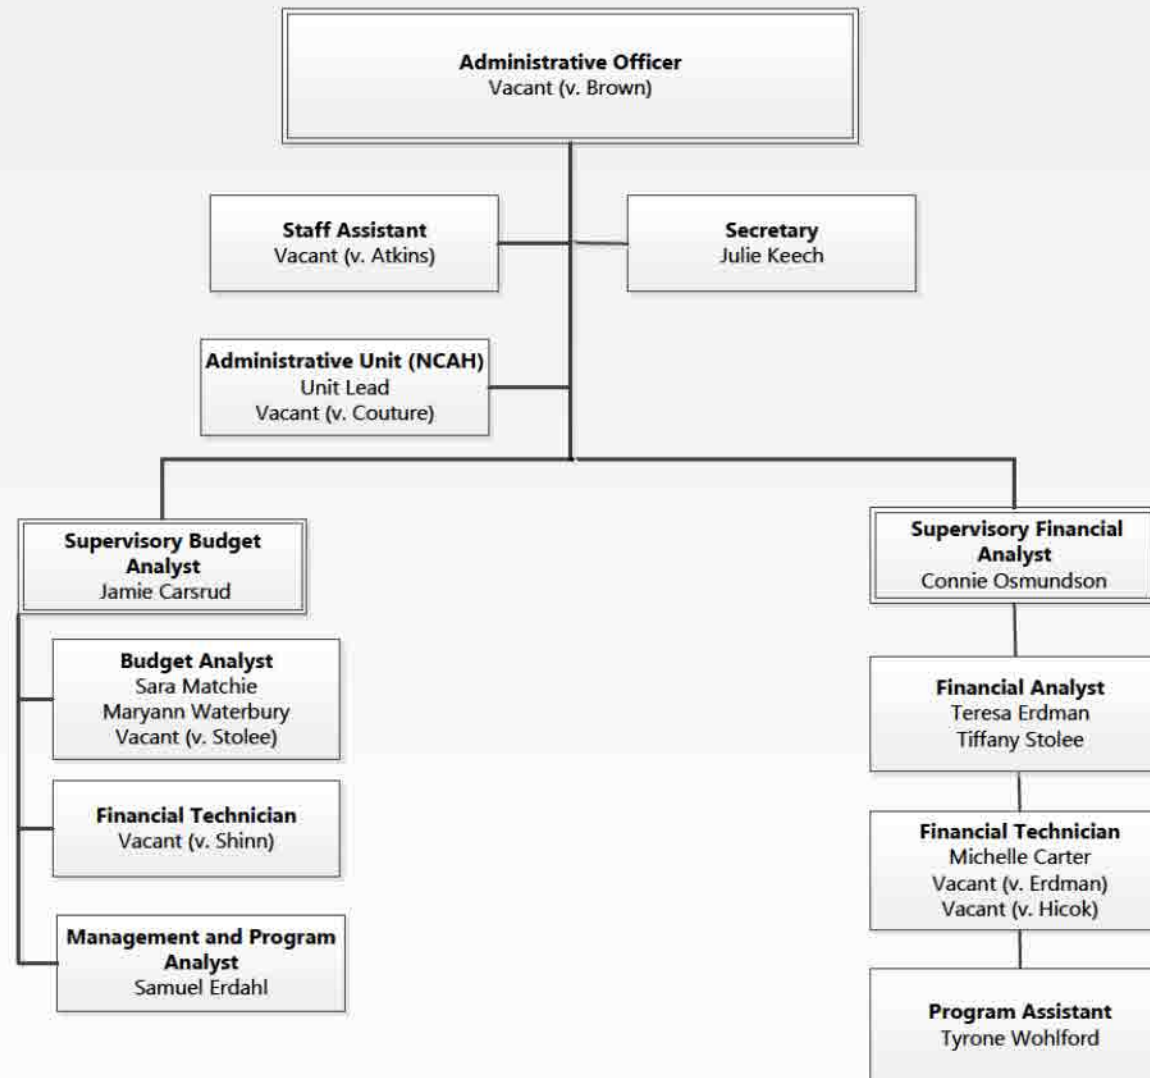 Administrative Officer
Vacant (v. Brown)
Staff Assistant
Vacant (v. Atkins)
Secretary
Julie Keech
Administrative Unit (NCAH)
Unit Lead
Vacant (v. Couture)
Supervisory Budget
Analyst
Jamie Carsrud
Budget Analyst
Sara Matchie
Maryann Waterbury
Vacant (v. Stolee)
Financial Technician
Vacant (v. Shinn)
Management and Program
Analyst
Samuel Erdahl
Supervisory Financial
Analyst
Connie Osmundson
Financial Analyst
Teresa Erdman
Tiffany Stolee
Financial Technician
Michelle Carter
Vacant (v. Erdman)
Vacant (v. Hicok)
Program Assistant
Tyrone Wohlford